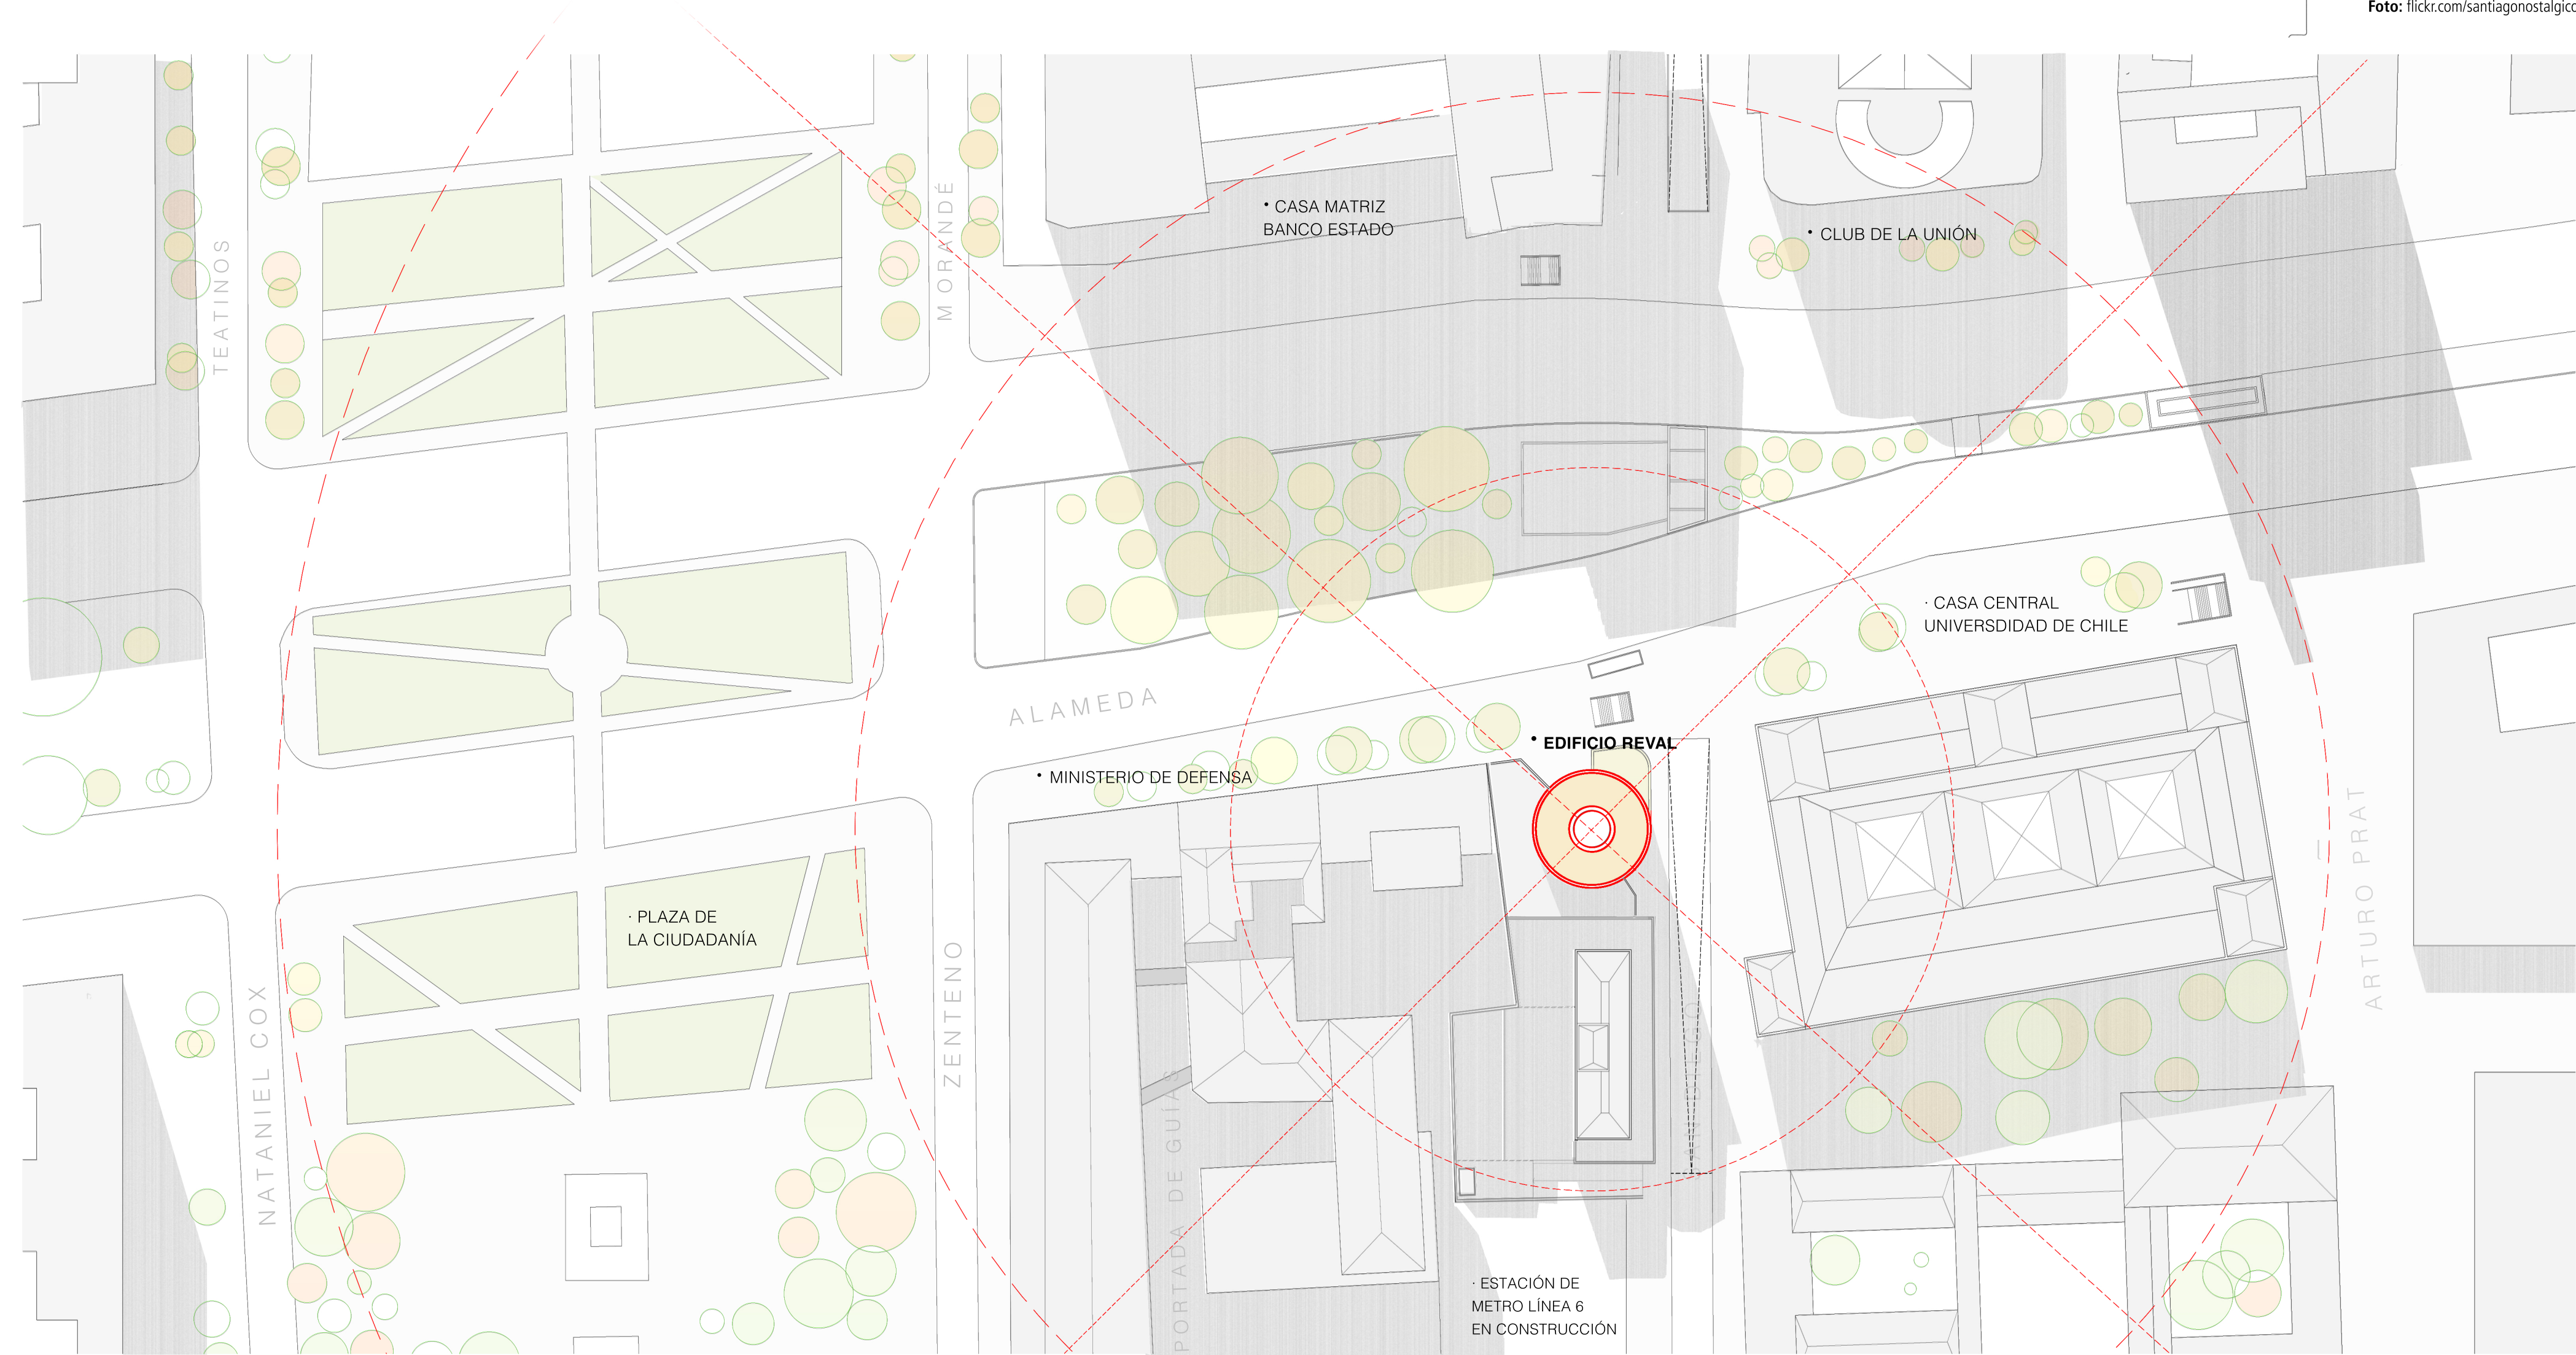 Foto: flickr.com/santiagonostalgico
TEATINOS
MORANDÉ
• CASA MATRIZ
BANCO ESTADO
• CLUB DE LA UNIÓN
· CASA CENTRAL
UNIVERSDIDAD DE CHILE
ALAMEDA
• EDIFICIO REVAL
• MINISTERIO DE DEFENSA
ARTURO PRAT
· PLAZA DE
LA CIUDADANÍA
NATANIEL COX
ZENTENO
PORTADA DE GUÍAS
· ESTACIÓN DE
METRO LÍNEA 6
EN CONSTRUCCIÓN